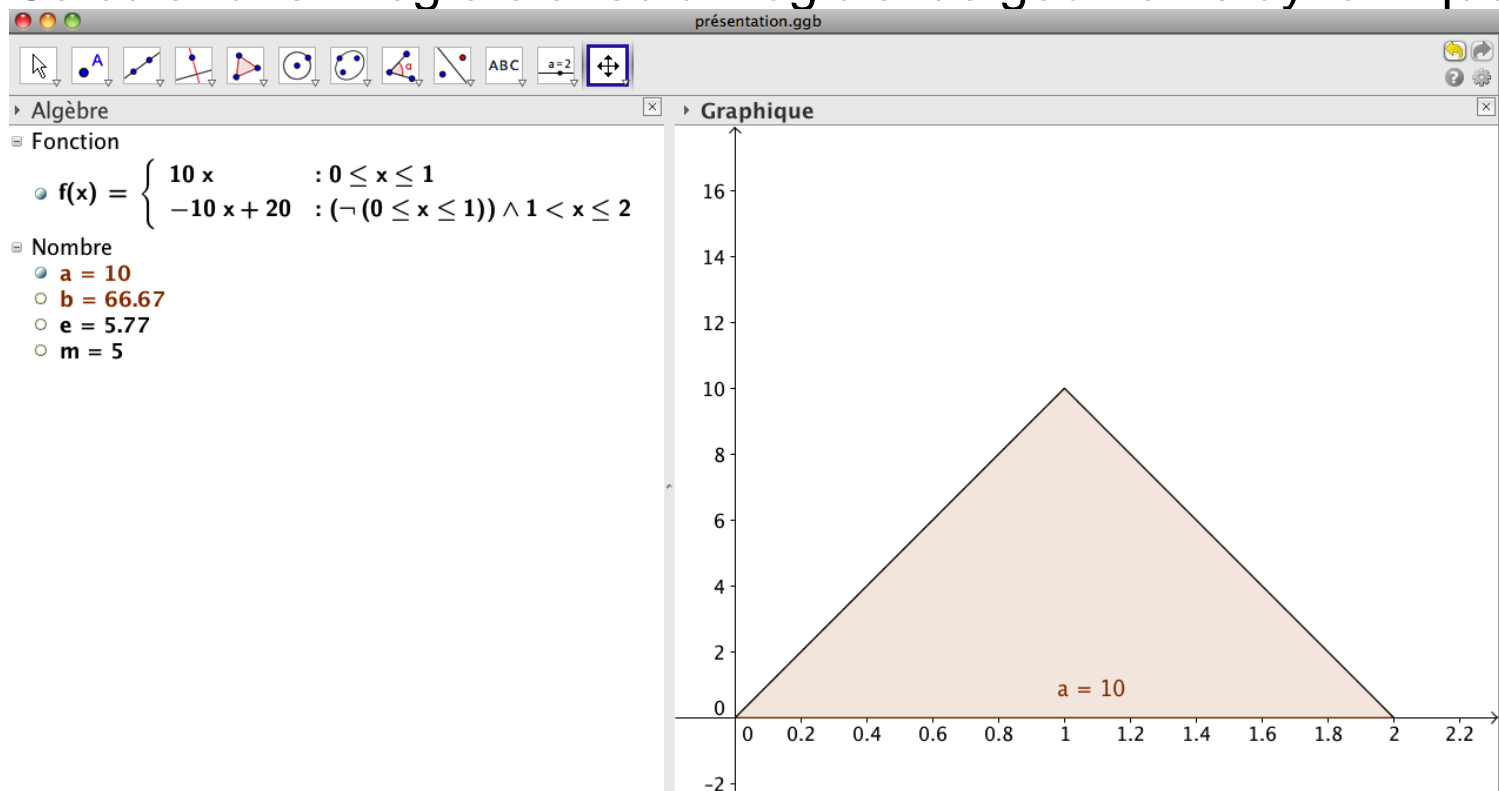 présentation.ggb
ABC
a=2
Algèbre
Graphique
Fonction
f(x) = { 10 x : 0 ≤ x ≤ 1
−10 x + 20 : (¬ (0 ≤ x ≤ 1)) ∧ 1 < x ≤ 2
Nombre
a = 10
b = 66.67
e = 5.77
m = 5
16
14
12
10
8
6
4
2
0
-2
a = 10
0 0.2 0.4 0.6 0.8 1 1.2 1.4 1.6 1.8 2 2.2